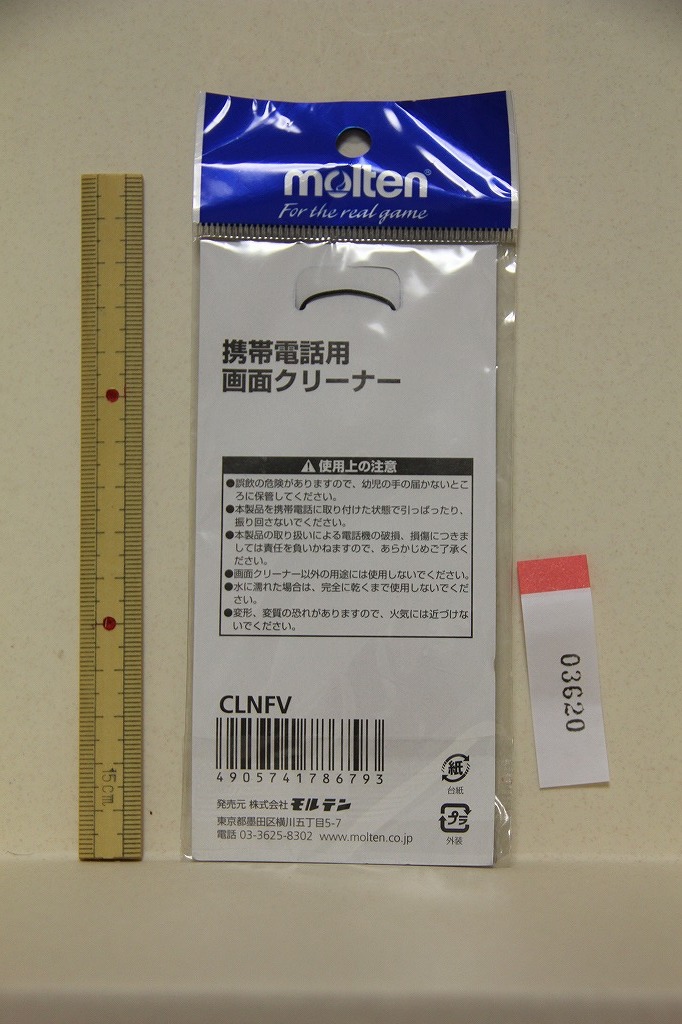 molten®
For the real game
携帯電話用
画面クリーナー
使用上の注意
●誤飲の危険がありますので、幼児の手の届かないとこ
ろに保管してください。
●本製品を携帯電話に取り付けた状態で引っぱったり、
振り回さないでください。
●本製品の取り扱いによる電話機の破損、損傷につきま
しては責任を負いかねますので、あらかじめご了承く
ださい。
●画面クリーナー以外の用途には使用しないでください。
●水に濡れた場合は、完全に乾くまで使用しないでくだ
さい。
●変形、変質の恐れがありますので、火気には近づけな
いでください。
CLNFV
4905741786793
発売元 株式会社 モルテン
東京都墨田区横川五丁目5-7
電話 03-3625-8302 www.molten.co.jp
紙
台紙
プラ
外装
15cm
03620